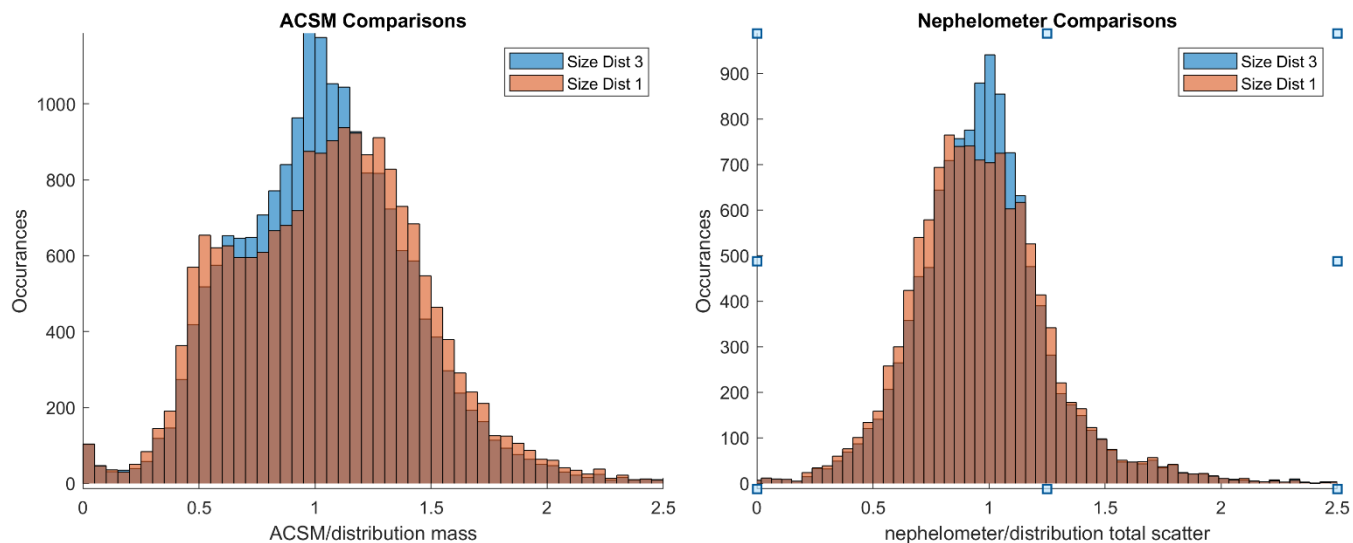 ACSM Comparisons
Size Dist 3
Size Dist 1
1000
800
600
400
200
0
Occurances
0
0.5
1
1.5
2
2.5
ACSM/distribution mass
Nephelometer Comparisons
Size Dist 3
Size Dist 1
900
800
700
600
500
400
300
200
100
0
Occurances
0
0.5
1
1.5
2
2.5
nephelometer/distribution total scatter